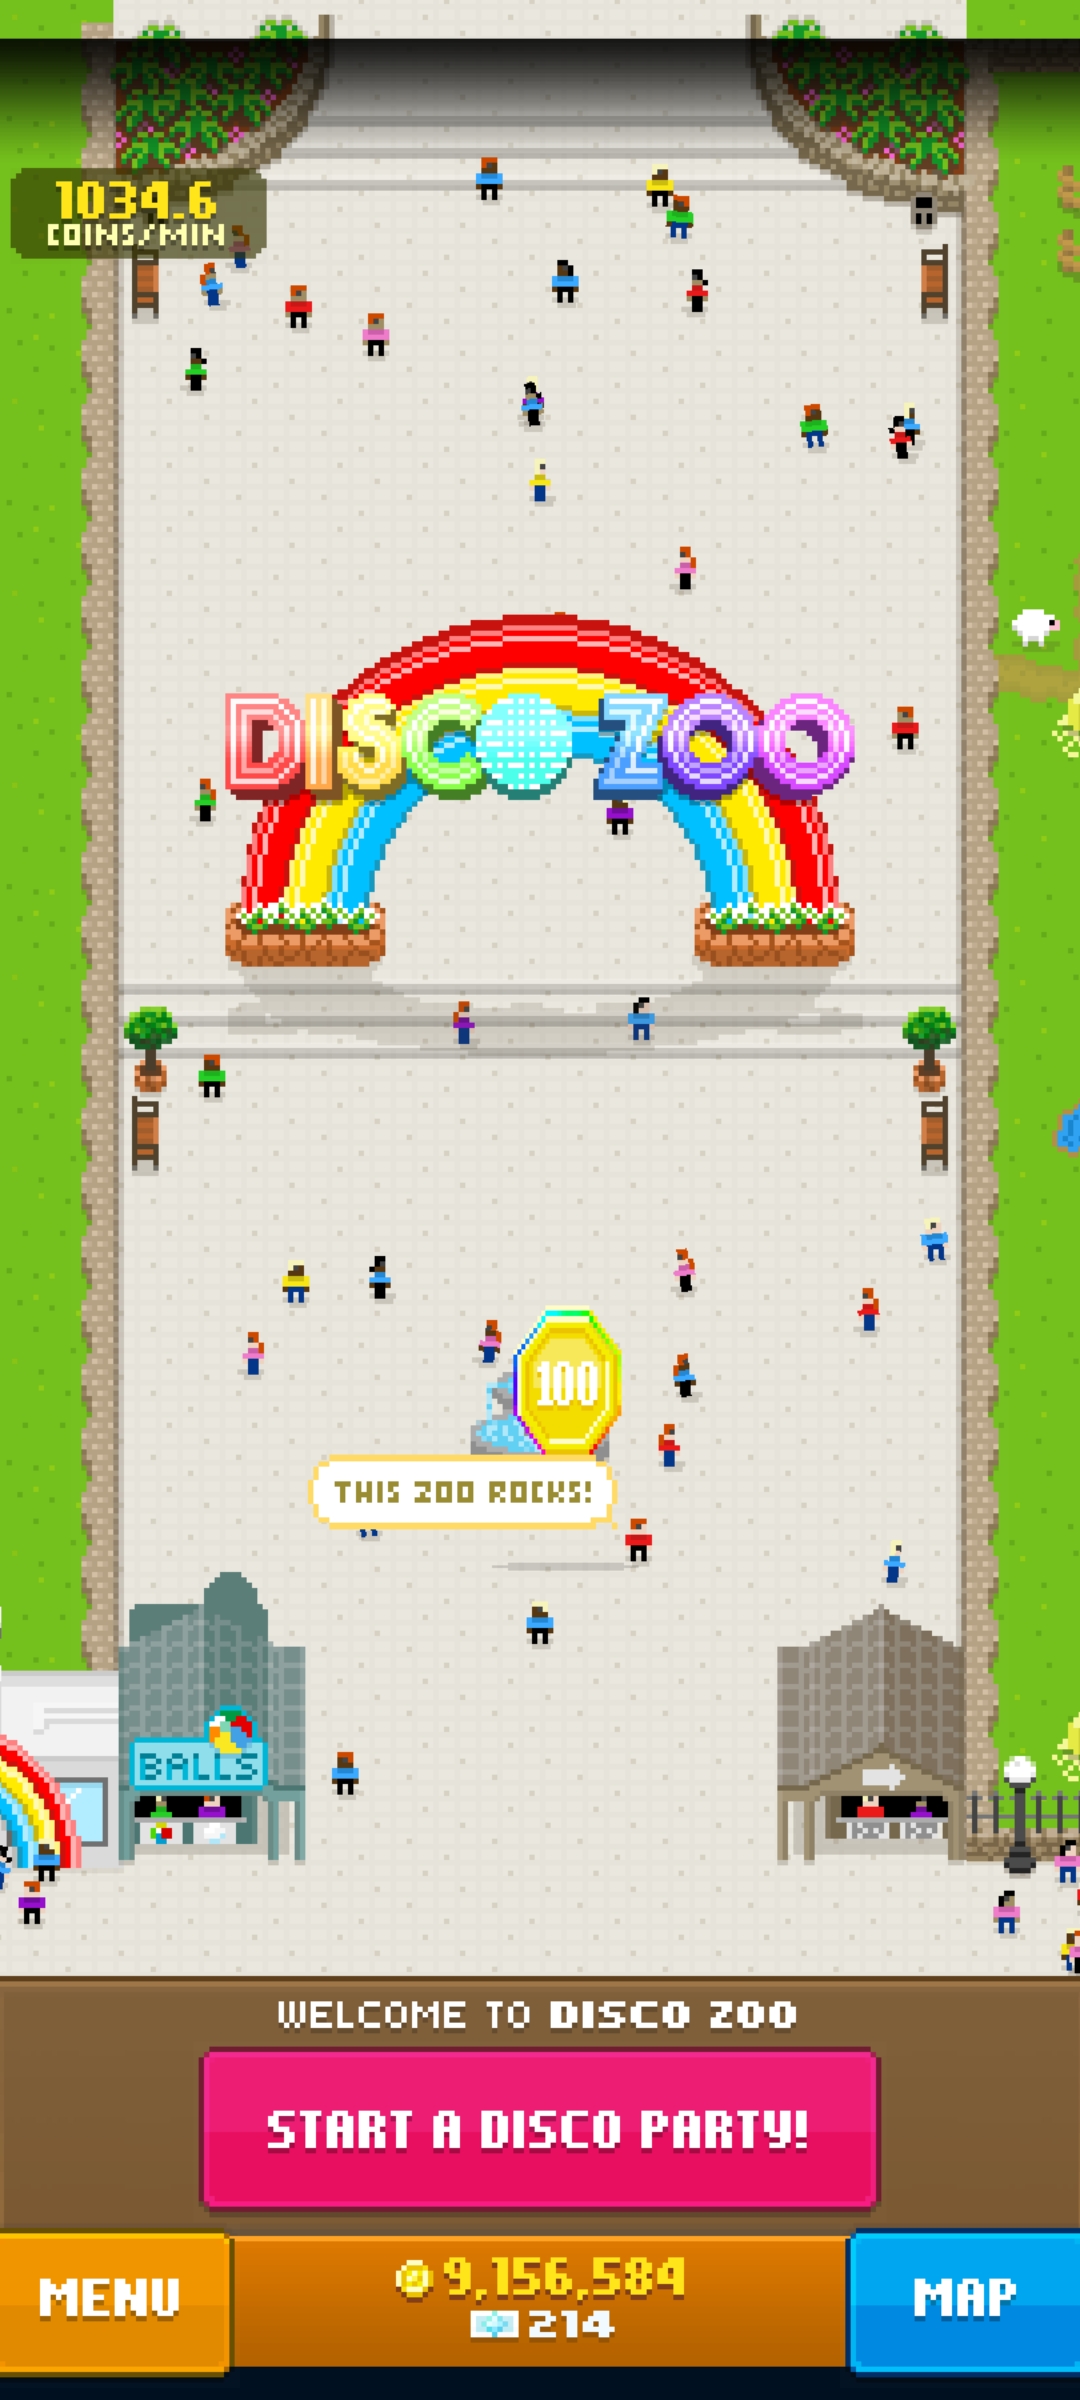 1034.6
COINS/MIN
DISCO ZOO
100
THIS ZOO ROCKS!
BALLS
WELCOME TO DISCO ZOO
START A DISCO PARTY!
MENU
9,156,584
214
MAP